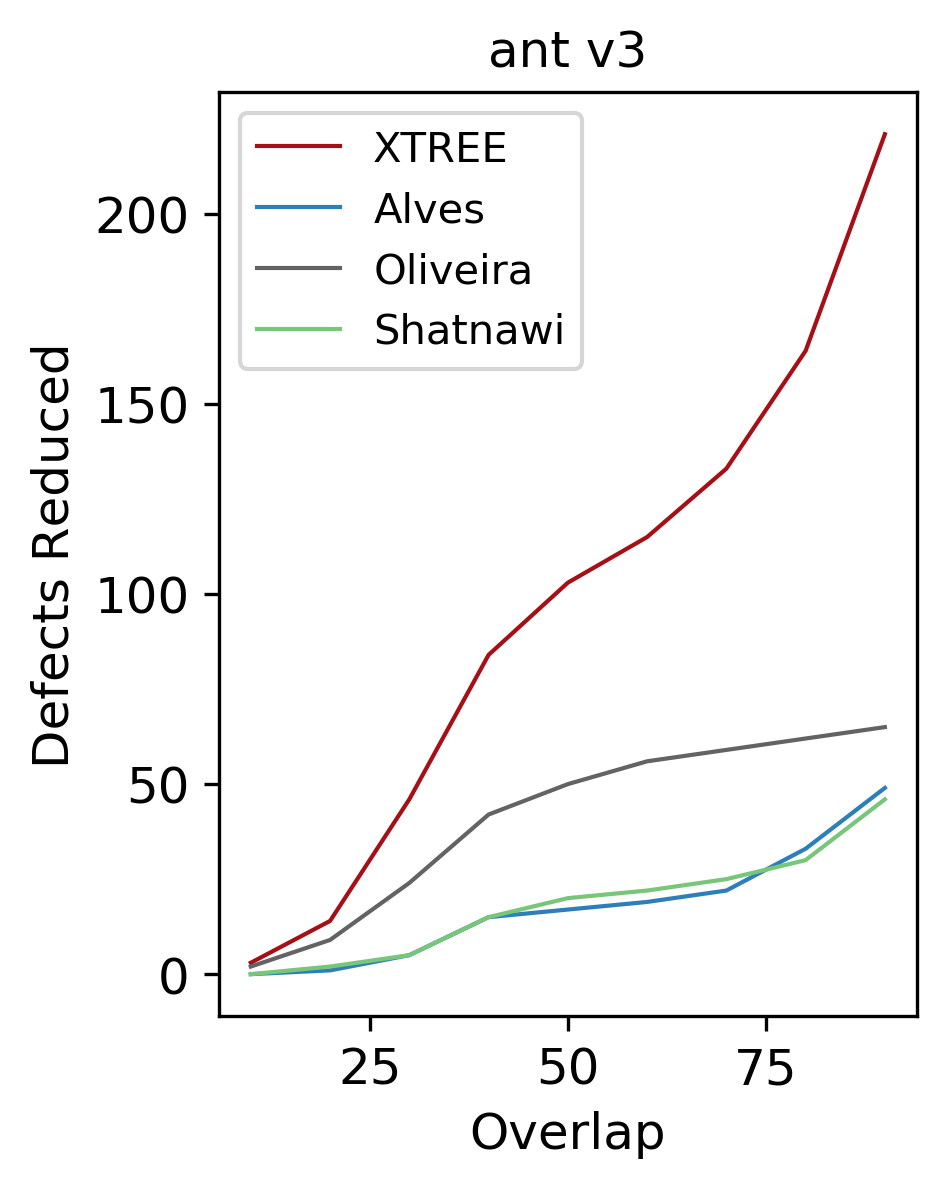 ant v3
XTREE
Alves
Oliveira
Shatnawi
Defects Reduced
200
150
100
50
0
25 50 75
Overlap